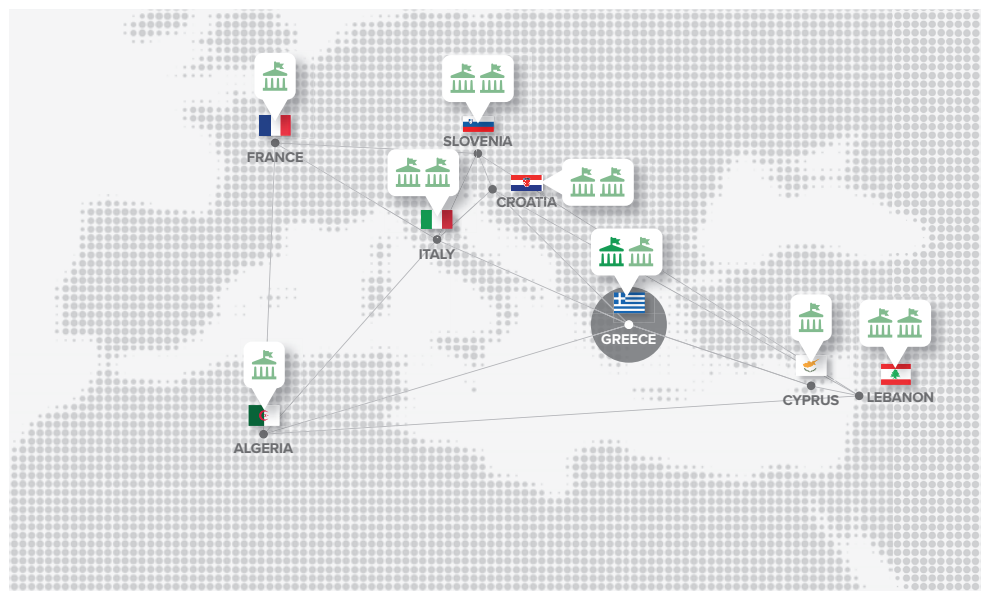 SLOVENIA
FRANCE
CROATIA
ITALY
GREECE
CYPRUS
LEBANON
ALGERIA